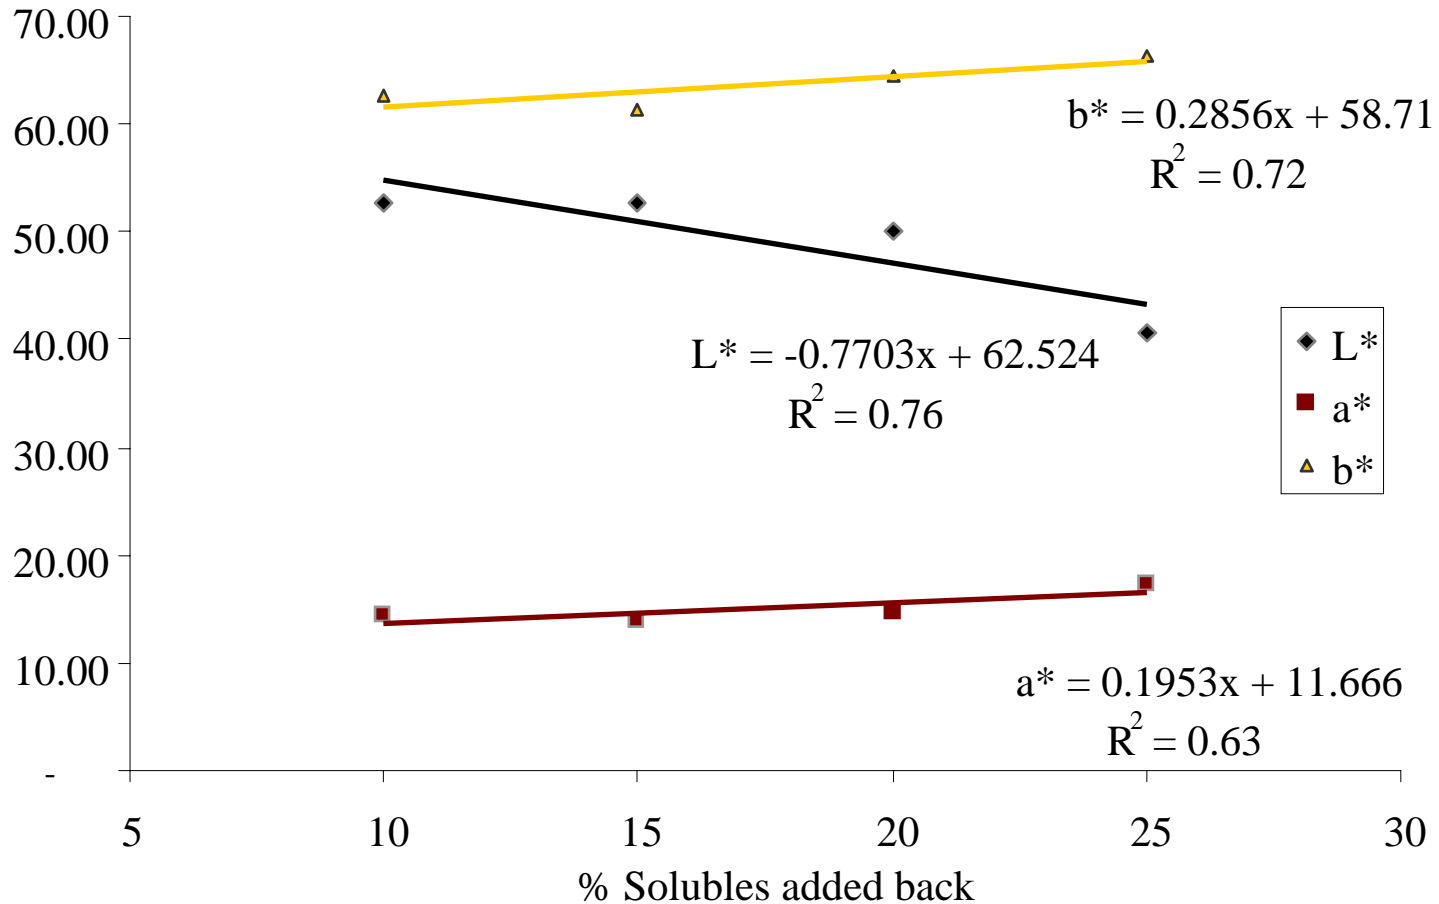 70.00
60.00
50.00
40.00
30.00
20.00
10.00
-
b* = 0.2856x + 58.71
R² = 0.72
L* = -0.7703x + 62.524
R² = 0.76
L*
a*
b*
a* = 0.1953x + 11.666
R² = 0.63
5 10 15 20 25 30
% Solubles added back